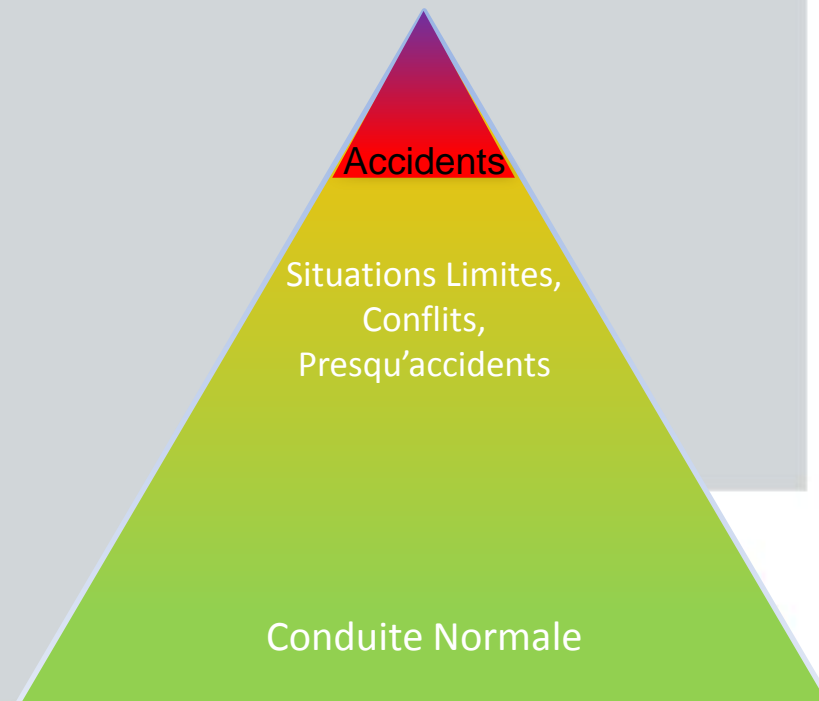 Accidents
Situations Limites,
Conflits,
Presqu’accidents
Conduite Normale